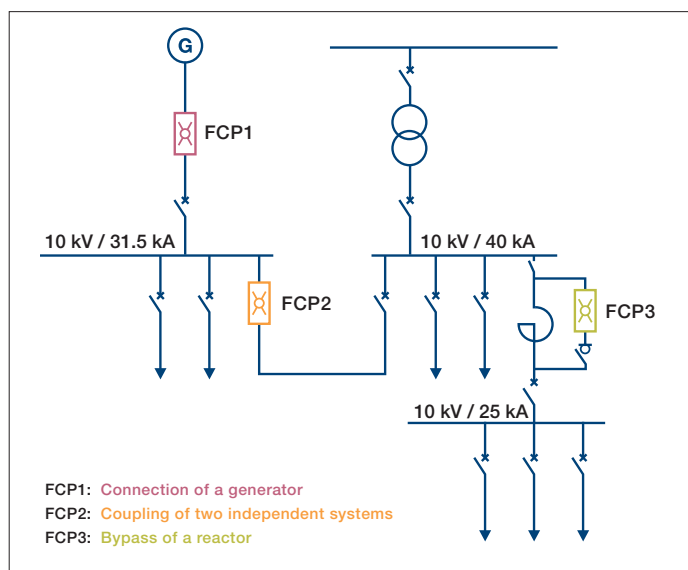 G
FCP1
10 kV / 31.5 kA
10 kV / 40 kA
FCP2
FCP3
10 kV / 25 kA
FCP1: Connection of a generator
FCP2: Coupling of two independent systems
FCP3: Bypass of a reactor